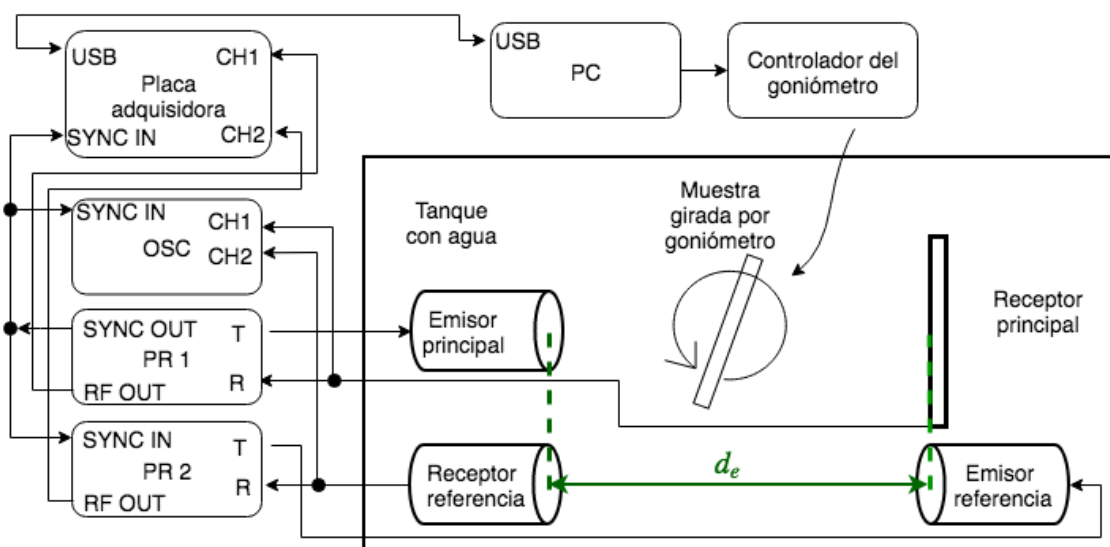 USB
CH1
Placa
adquisidora
SYNC IN
CH2
USB
PC
Controlador del
goniómetro
SYNC IN
CH1
OSC
CH2
SYNC OUT
T
PR 1
R
RF OUT
SYNC IN
T
PR 2
R
RF OUT
Tanque
con agua
Muestra
girada por
goniómetro
Emisor
principal
Receptor
principal
Receptor
referencia
d_e
Emisor
referencia